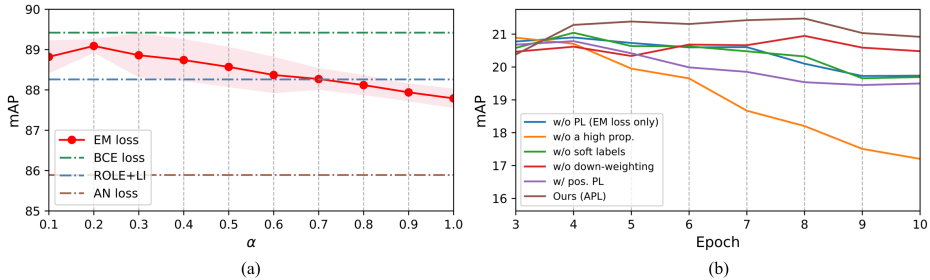 90
89
88
87
86
85
mAP
EM loss
BCE loss
ROLE+LI
AN loss
0.1 0.2 0.3 0.4 0.5 0.6 0.7 0.8 0.9 1.0
α
(a)
21
20
19
18
17
16
mAP
w/o PL (EM loss only)
w/o a high prop.
w/o soft labels
w/o down-weighting
w/ pos. PL
Ours (APL)
3 4 5 6 7 8 9 10
Epoch
(b)